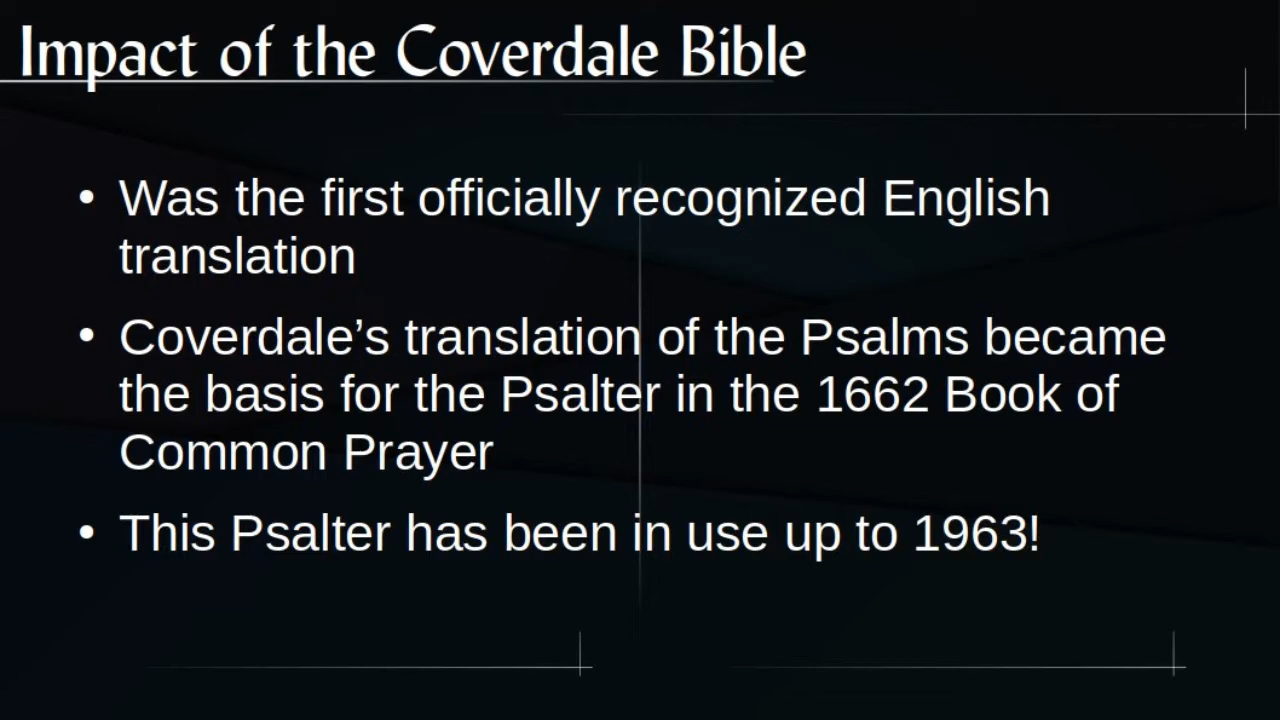 Impact of the Coverdale Bible
• Was the first officially recognized English
translation
• Coverdale’s translation of the Psalms became
the basis for the Psalter in the 1662 Book of
Common Prayer
• This Psalter has been in use up to 1963!